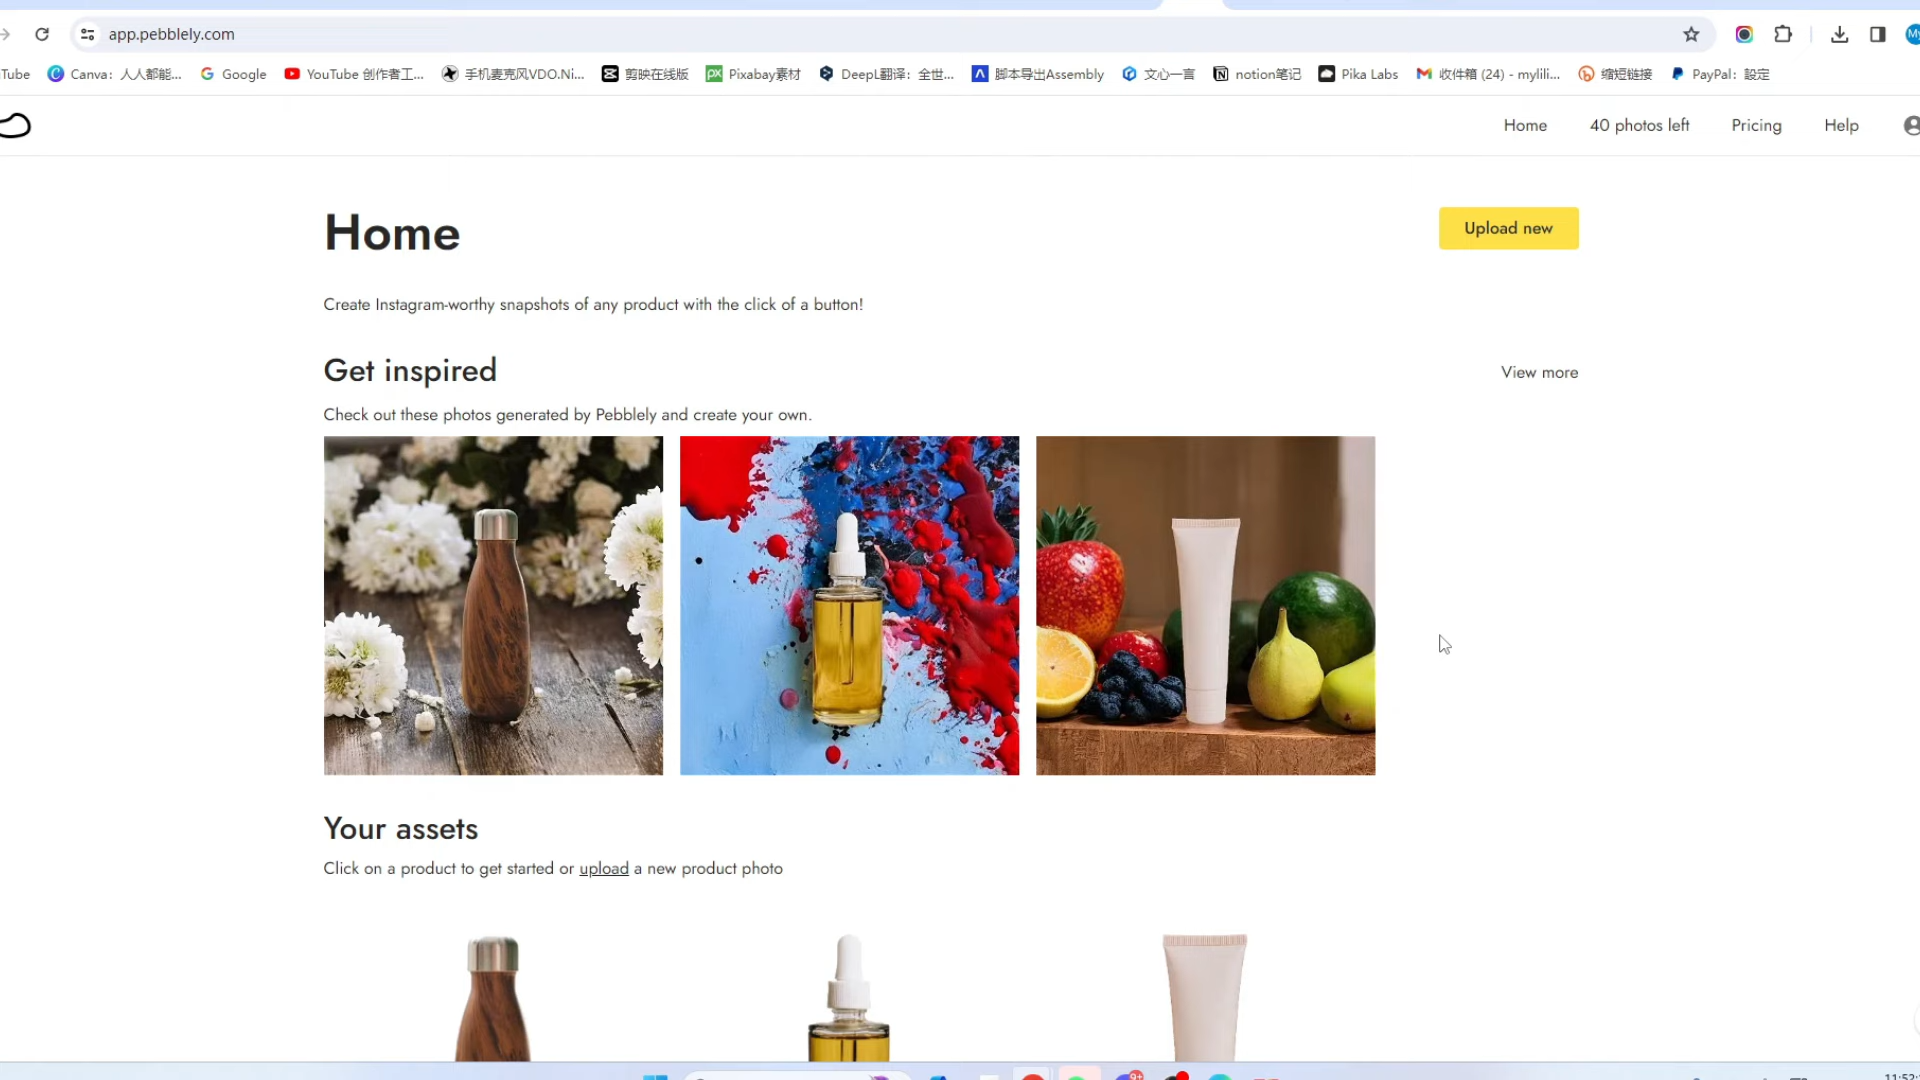 app.pebblely.com
Tube
Canva：人人都能...
Google
YouTube 创作者工...
手机麦克风VDO.Ni...
剪映在线版
Pixabay素材
DeepL翻译：全世...
脚本导出Assembly
文心一言
notion笔记
Pika Labs
收件箱 (24) - mylili...
缩短链接
PayPal：設定
Home
40 photos left
Pricing
Help
Home
Upload new
Create Instagram-worthy snapshots of any product with the click of a button!
Get inspired
View more
Check out these photos generated by Pebblely and create your own.
Your assets
Click on a product to get started or upload a new product photo